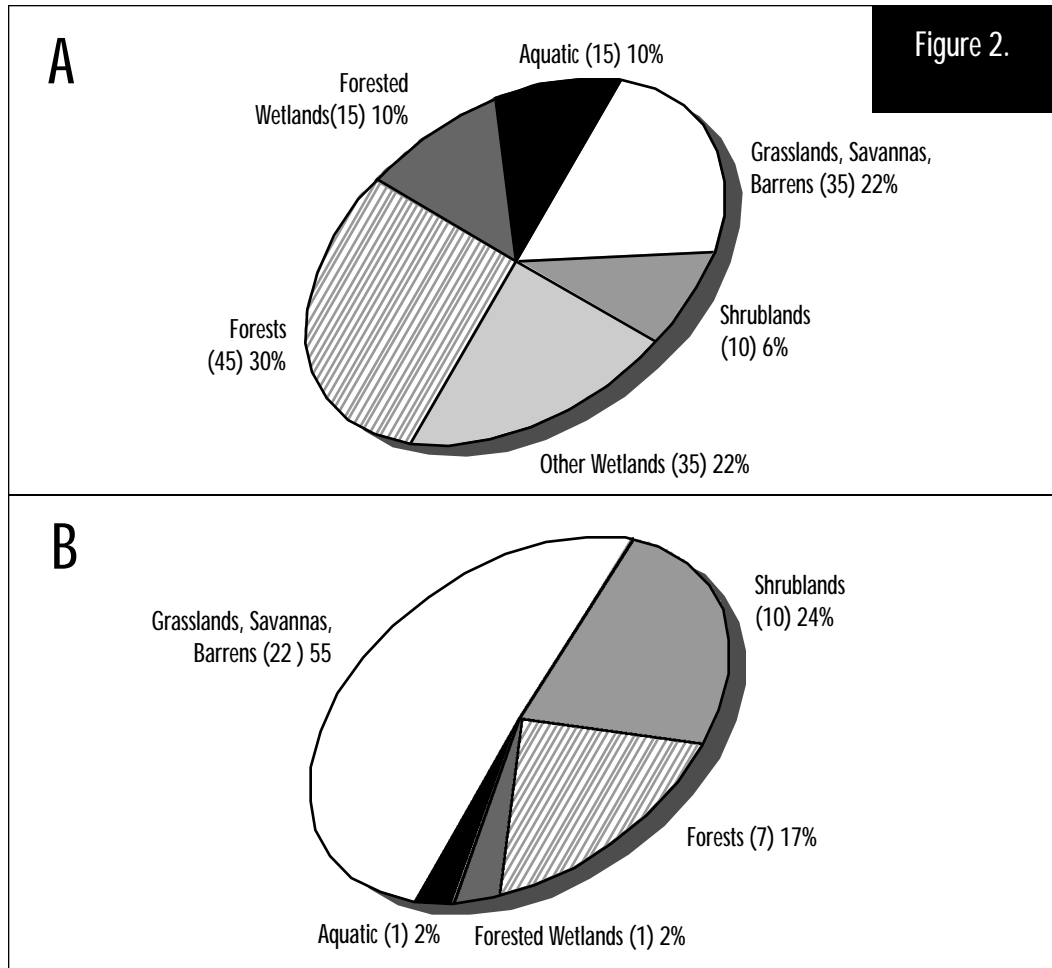 Figure 2.
A
Aquatic (15) 10%
Forested
Wetlands(15) 10%
Grasslands, Savannas,
Barrens (35) 22%
Shrublands
(10) 6%
Forests
(45) 30%
Other Wetlands (35) 22%
B
Shrublands
(10) 24%
Grasslands, Savannas,
Barrens (22 ) 55
Forests (7) 17%
Aquatic (1) 2%
Forested Wetlands (1) 2%